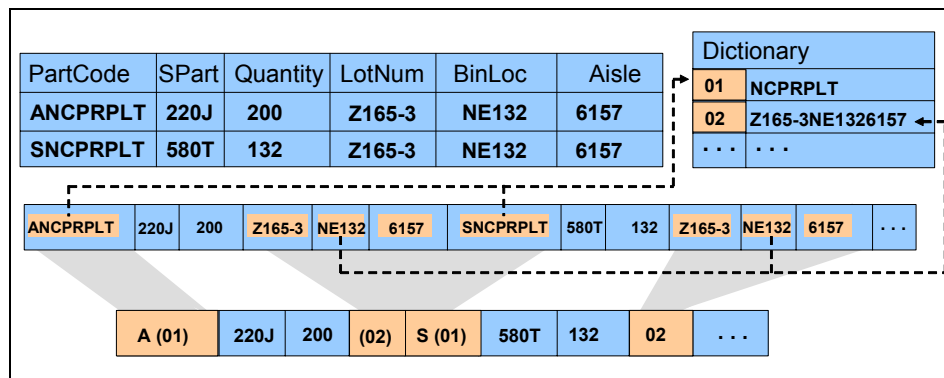 PartCode SPart Quantity LotNum BinLoc Aisle
ANCPRPLT 220J 200 Z165-3 NE132 6157
SNCPRPLT 580T 132 Z165-3 NE132 6157
Dictionary
01 NCPRPLT
02 Z165-3NE1326157
. . . . . .
ANCPRPLT 220J 200 Z165-3 NE132 6157 SNCPRPLT 580T 132 Z165-3 NE132 6157 . . .
A (01) 220J 200 (02) S (01) 580T 132 02 . . .